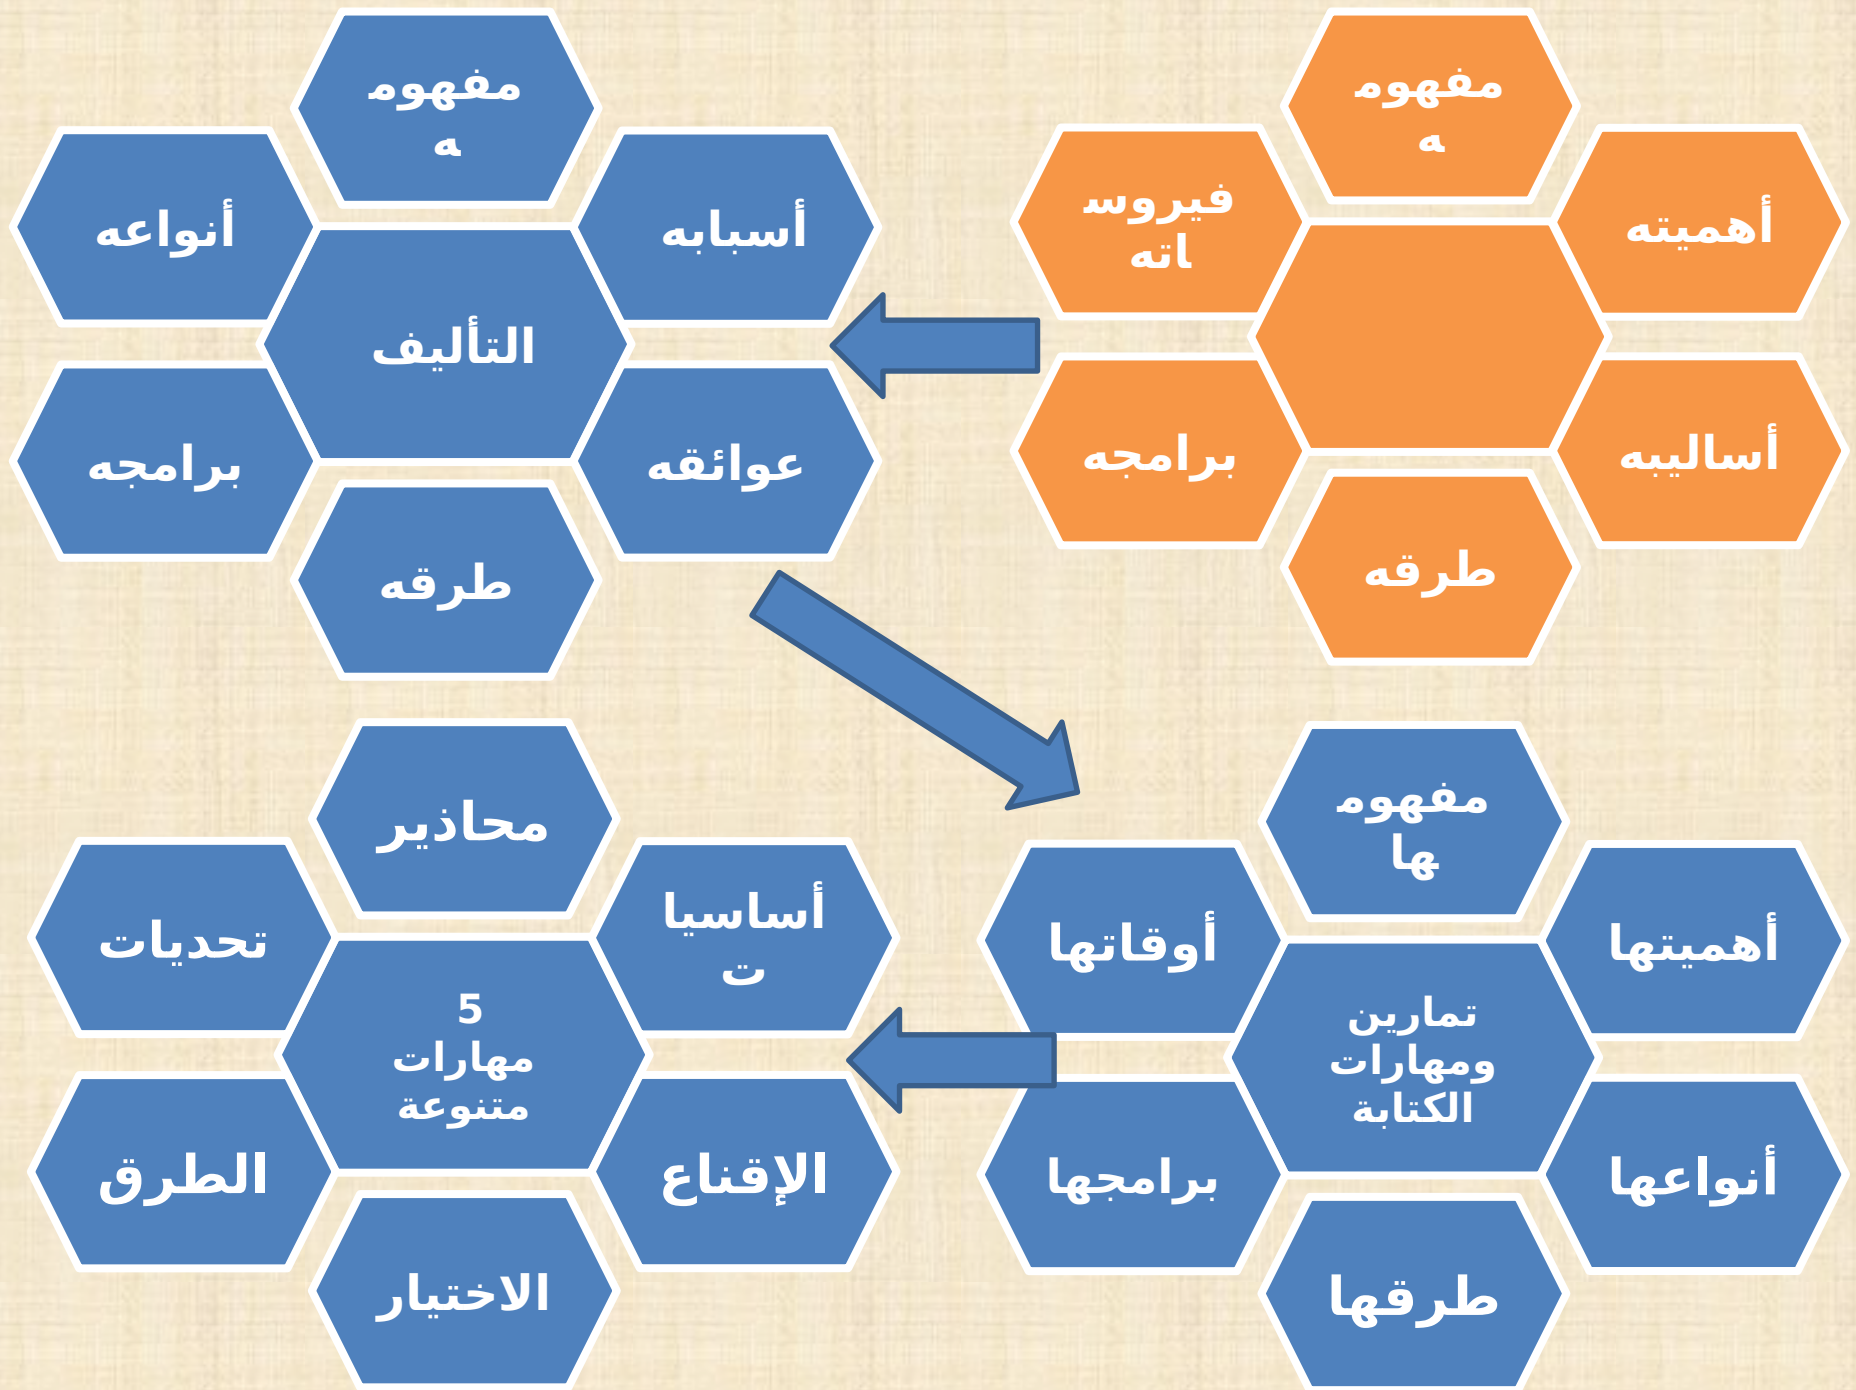 مفهوم
ه
أهميته
أساليبه
طرقه
برامجه
فيروس
اته
مفهوم
ه
أسبابه
عوائقه
طرقه
برامجه
أنواعه
التأليف
مفهوم
ها
أهميتها
أنواعها
طرقها
برامجها
أوقاتها
تمارين
ومهارات
الكتابة
محاذير
أساسيا
ت
الإقناع
الاختيار
الطرق
تحديات
5
مهارات
متنوعة